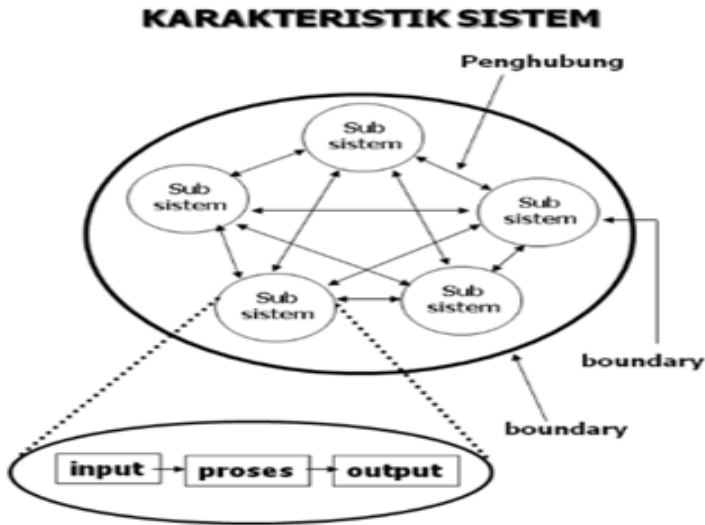 KARAKTERISTIK SISTEM
Penghubung
Sub
sistem
Sub
sistem
Sub
sistem
Sub
sistem
Sub
sistem
boundary
boundary
input
proses
output